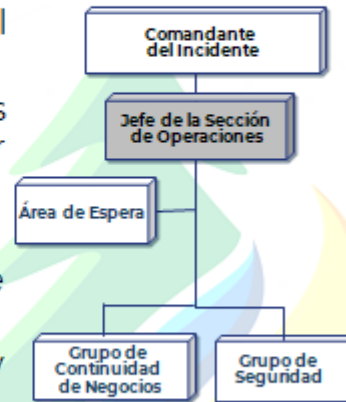 Comandante
del Incidente
Jefe de la Sección
de Operaciones
Área de Espera
Grupo de
Continuidad
de Negocios
Grupo de
Seguridad